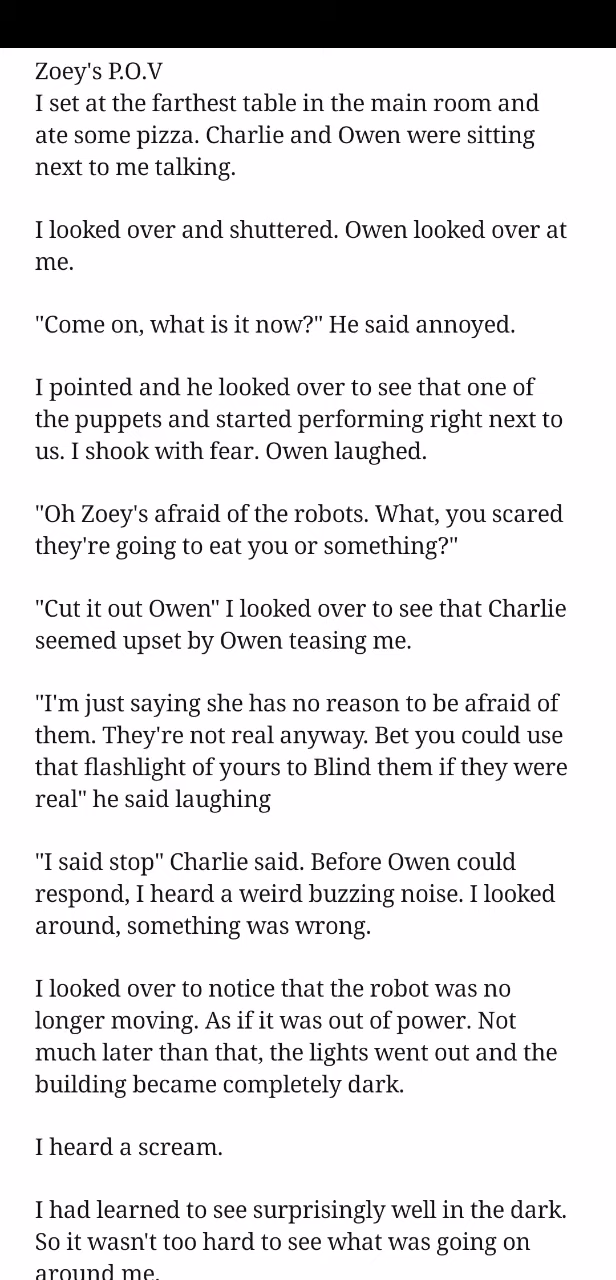 Zoey's P.O.V
I set at the farthest table in the main room and
ate some pizza. Charlie and Owen were sitting
next to me talking.
I looked over and shuttered. Owen looked over at
me.
"Come on, what is it now?" He said annoyed.
I pointed and he looked over to see that one of
the puppets and started performing right next to
us. I shook with fear. Owen laughed.
"Oh Zoey's afraid of the robots. What, you scared
they're going to eat you or something?"
"Cut it out Owen" I looked over to see that Charlie
seemed upset by Owen teasing me.
"I'm just saying she has no reason to be afraid of
them. They're not real anyway. Bet you could use
that flashlight of yours to Blind them if they were
real" he said laughing
"I said stop" Charlie said. Before Owen could
respond, I heard a weird buzzing noise. I looked
around, something was wrong.
I looked over to notice that the robot was no
longer moving. As if it was out of power. Not
much later than that, the lights went out and the
building became completely dark.
I heard a scream.
I had learned to see surprisingly well in the dark.
So it wasn't too hard to see what was going on
around me.